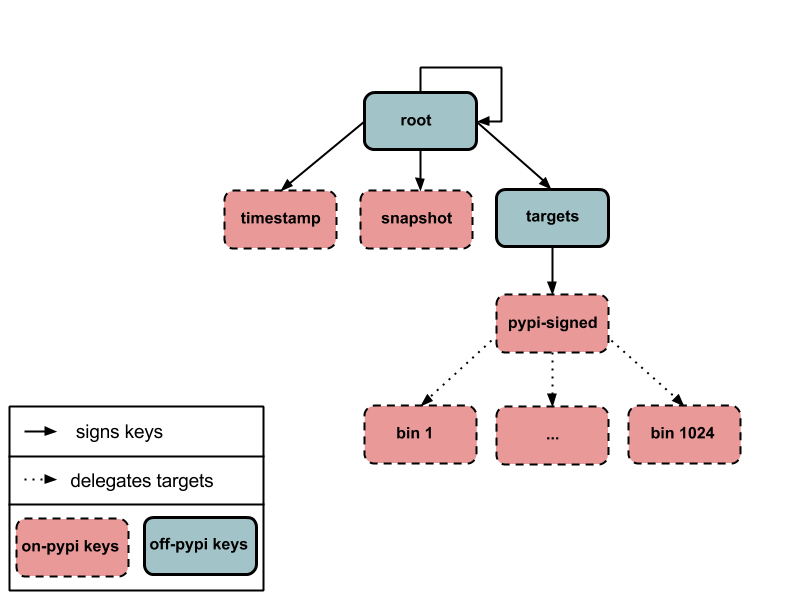 root
timestamp
snapshot
targets
pypi-signed
bin 1
...
bin 1024
signs keys
delegates targets
on-pypi keys
off-pypi keys